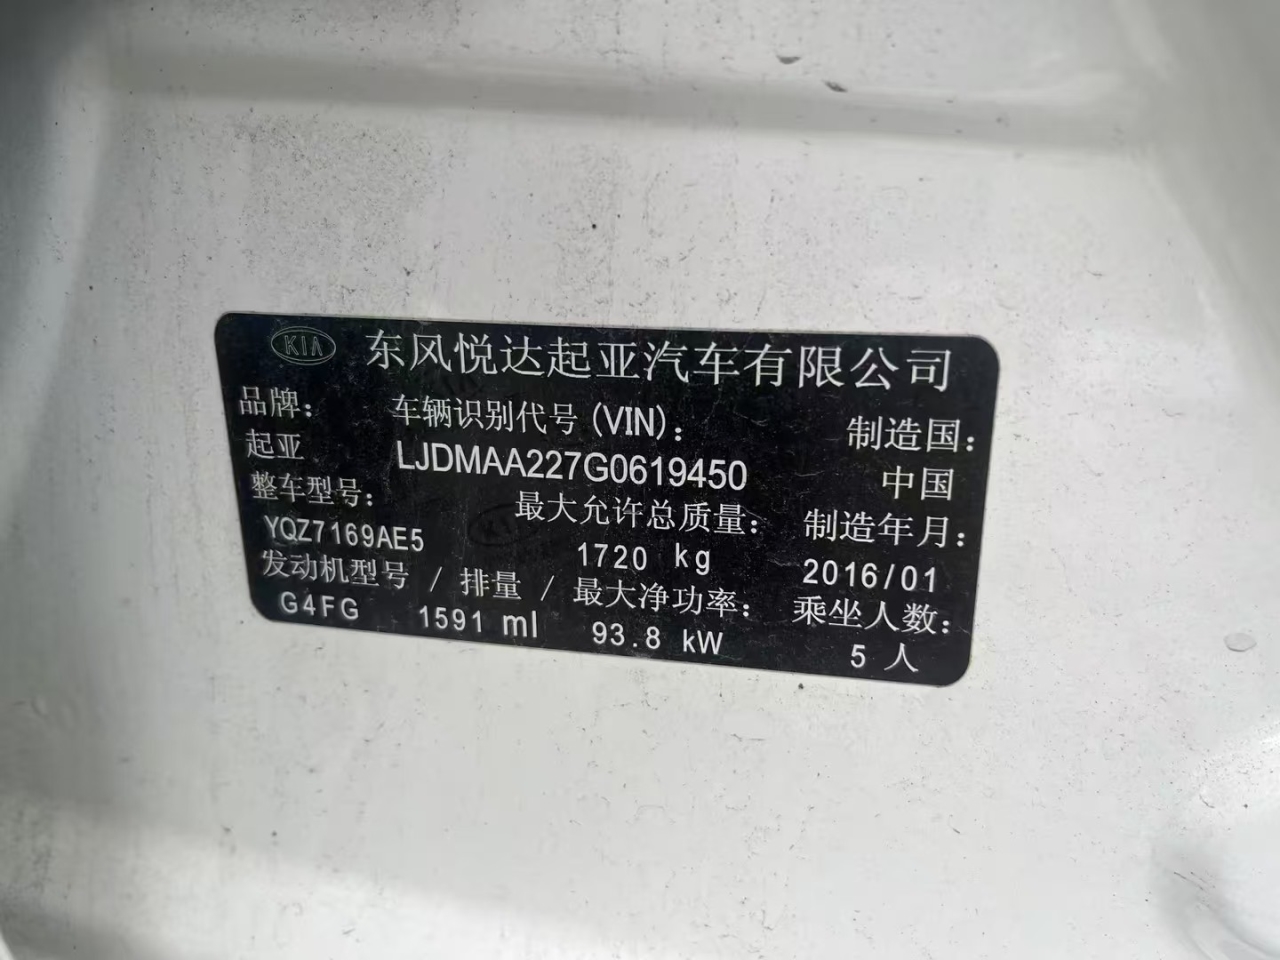 KIA 东风悦达起亚汽车有限公司
品牌： 车辆识别代号(VIN)： 制造国：
起亚 LJDMAA227G0619450 中国
整车型号： 最大允许总质量： 制造年月：
YQZ7169AE5 1720 kg 2016/01
发动机型号 / 排量 / 最大净功率： 乘坐人数：
G4FG 1591 ml 93.8 kW 5 人